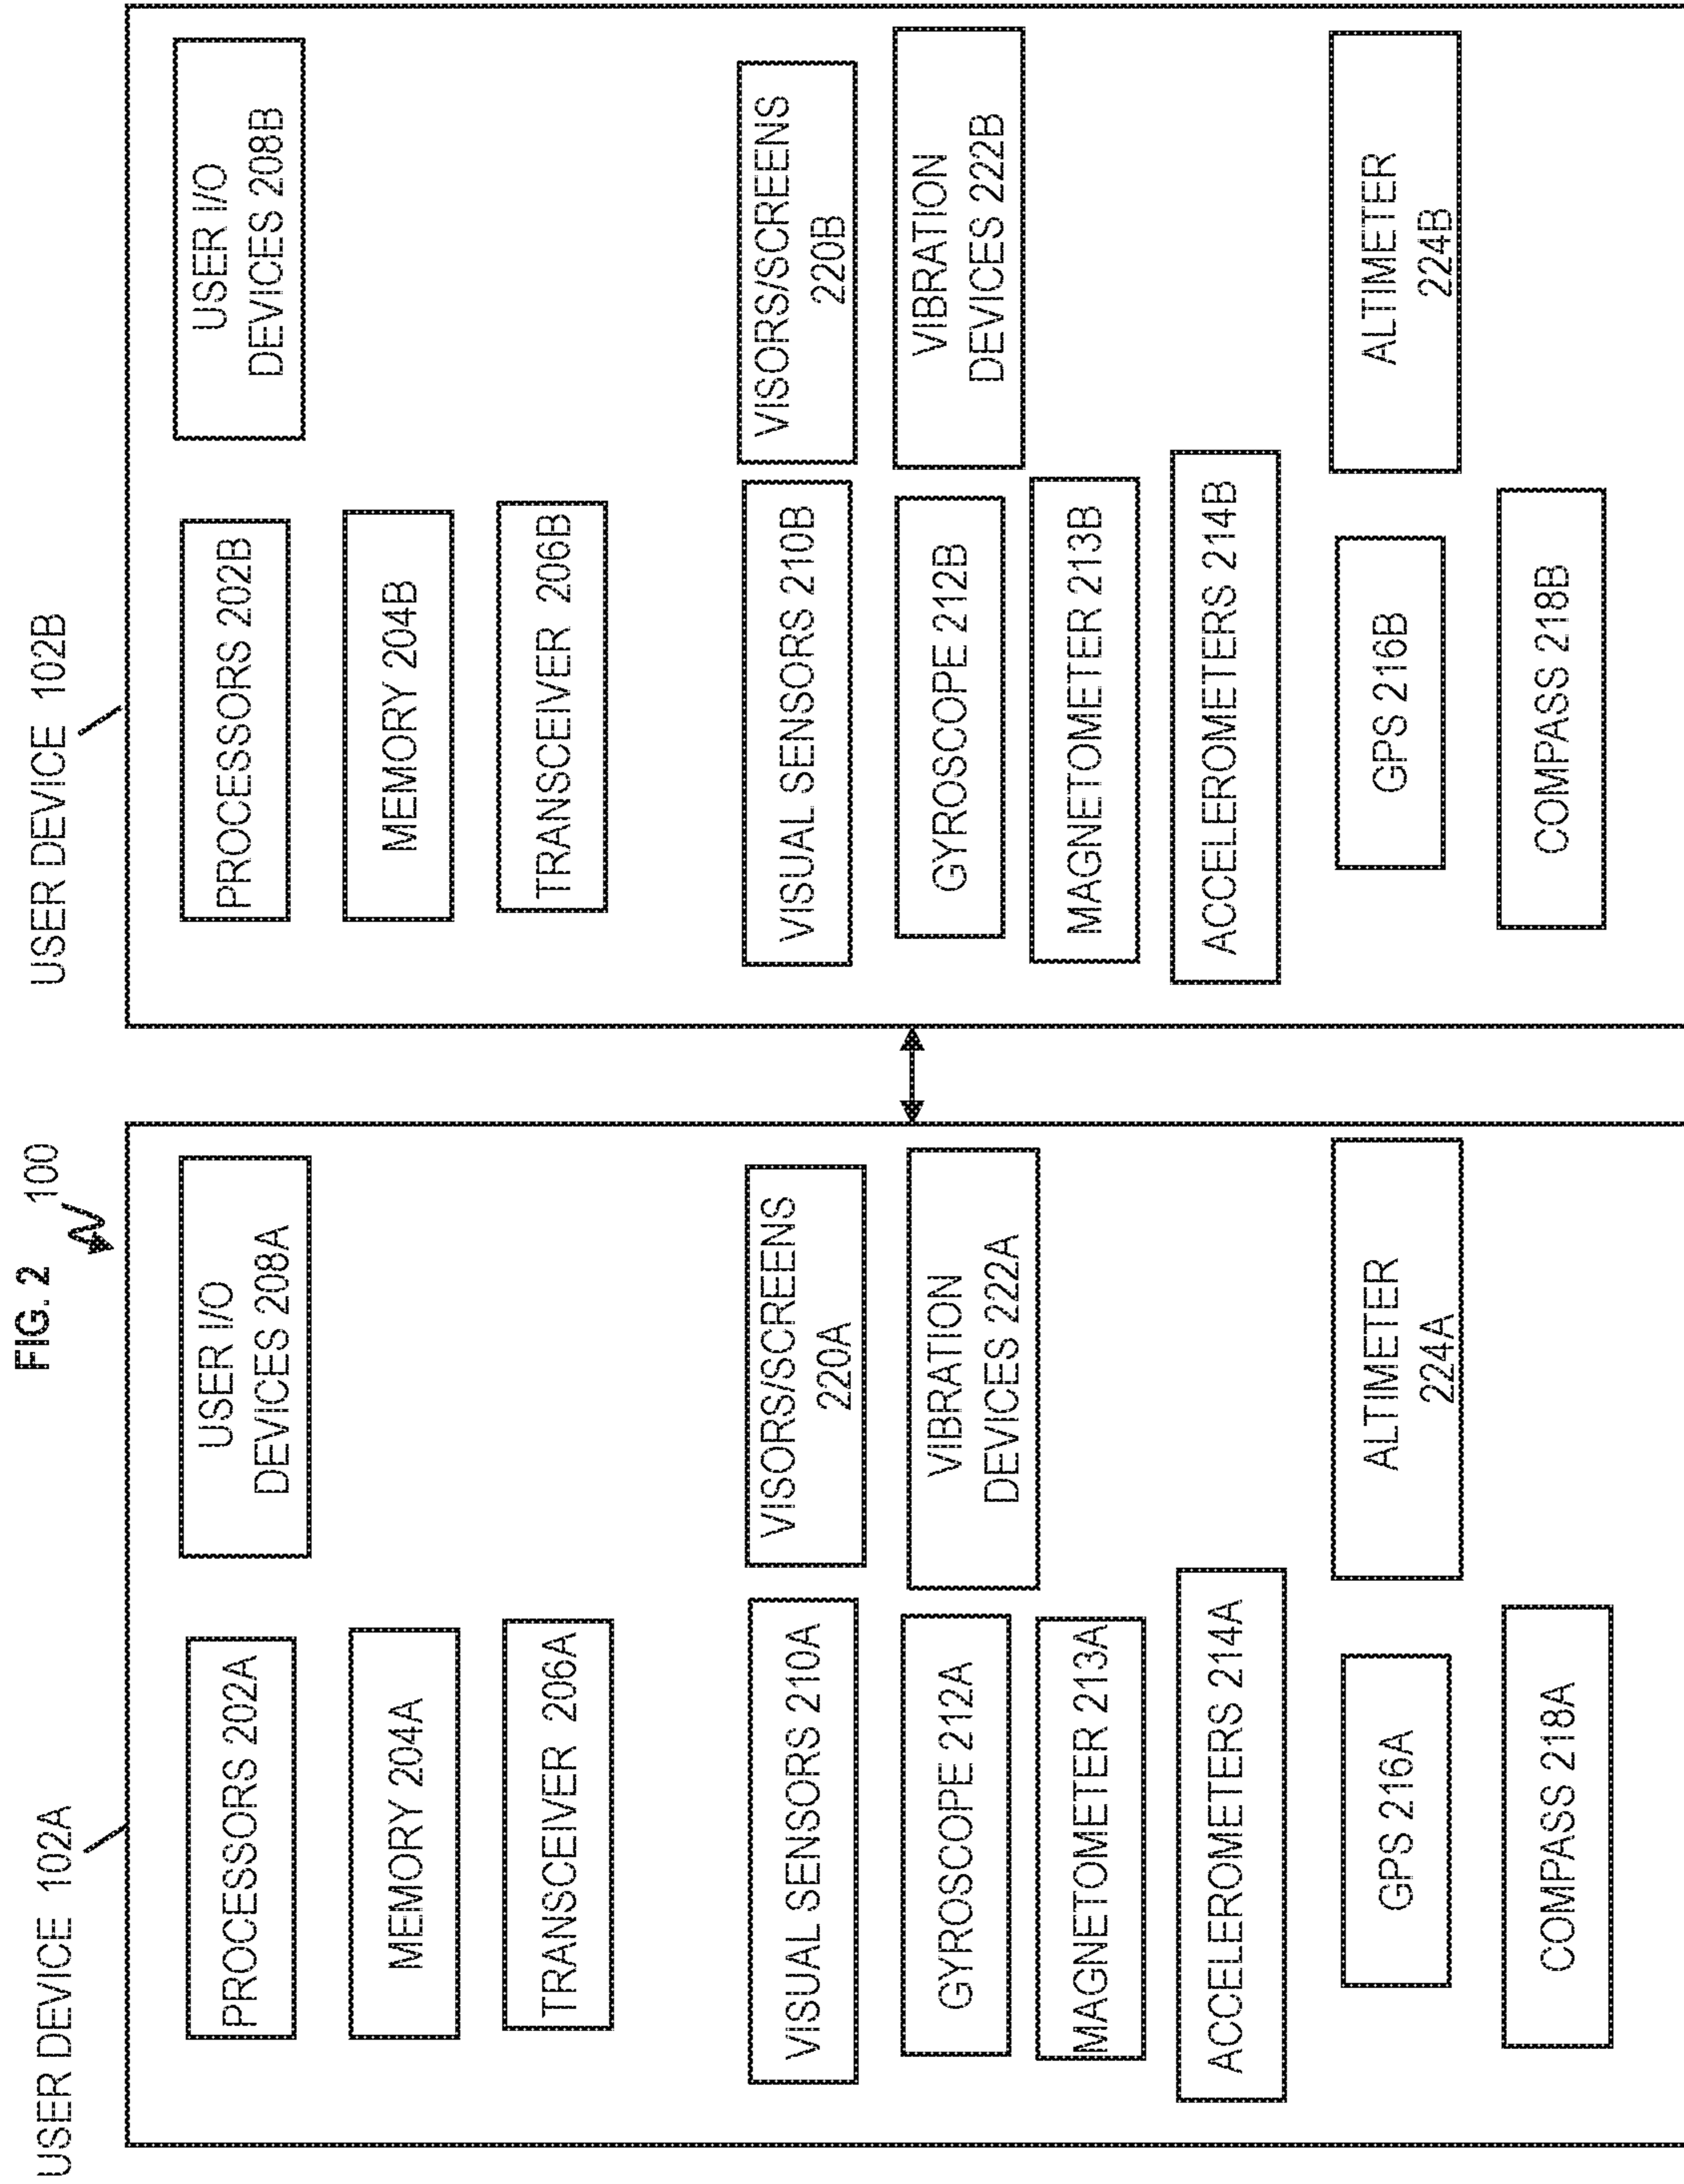 FIG. 2
100
USER DEVICE 102A
PROCESSORS 202A
USER I/O
DEVICES 208A
MEMORY 204A
TRANSCEIVER 206A
VISUAL SENSORS 210A
VISORS/SCREENS
220A
GYROSCOPE 212A
VIBRATION
DEVICES 222A
MAGNETOMETER 213A
ACCELEROMETERS 214A
GPS 216A
ALTIMETER
224A
COMPASS 218A
USER DEVICE 102B
PROCESSORS 202B
USER I/O
DEVICES 208B
MEMORY 204B
TRANSCEIVER 206B
VISUAL SENSORS 210B
VISORS/SCREENS
220B
GYROSCOPE 212B
VIBRATION
DEVICES 222B
MAGNETOMETER 213B
ACCELEROMETERS 214B
GPS 216B
ALTIMETER
224B
COMPASS 218B